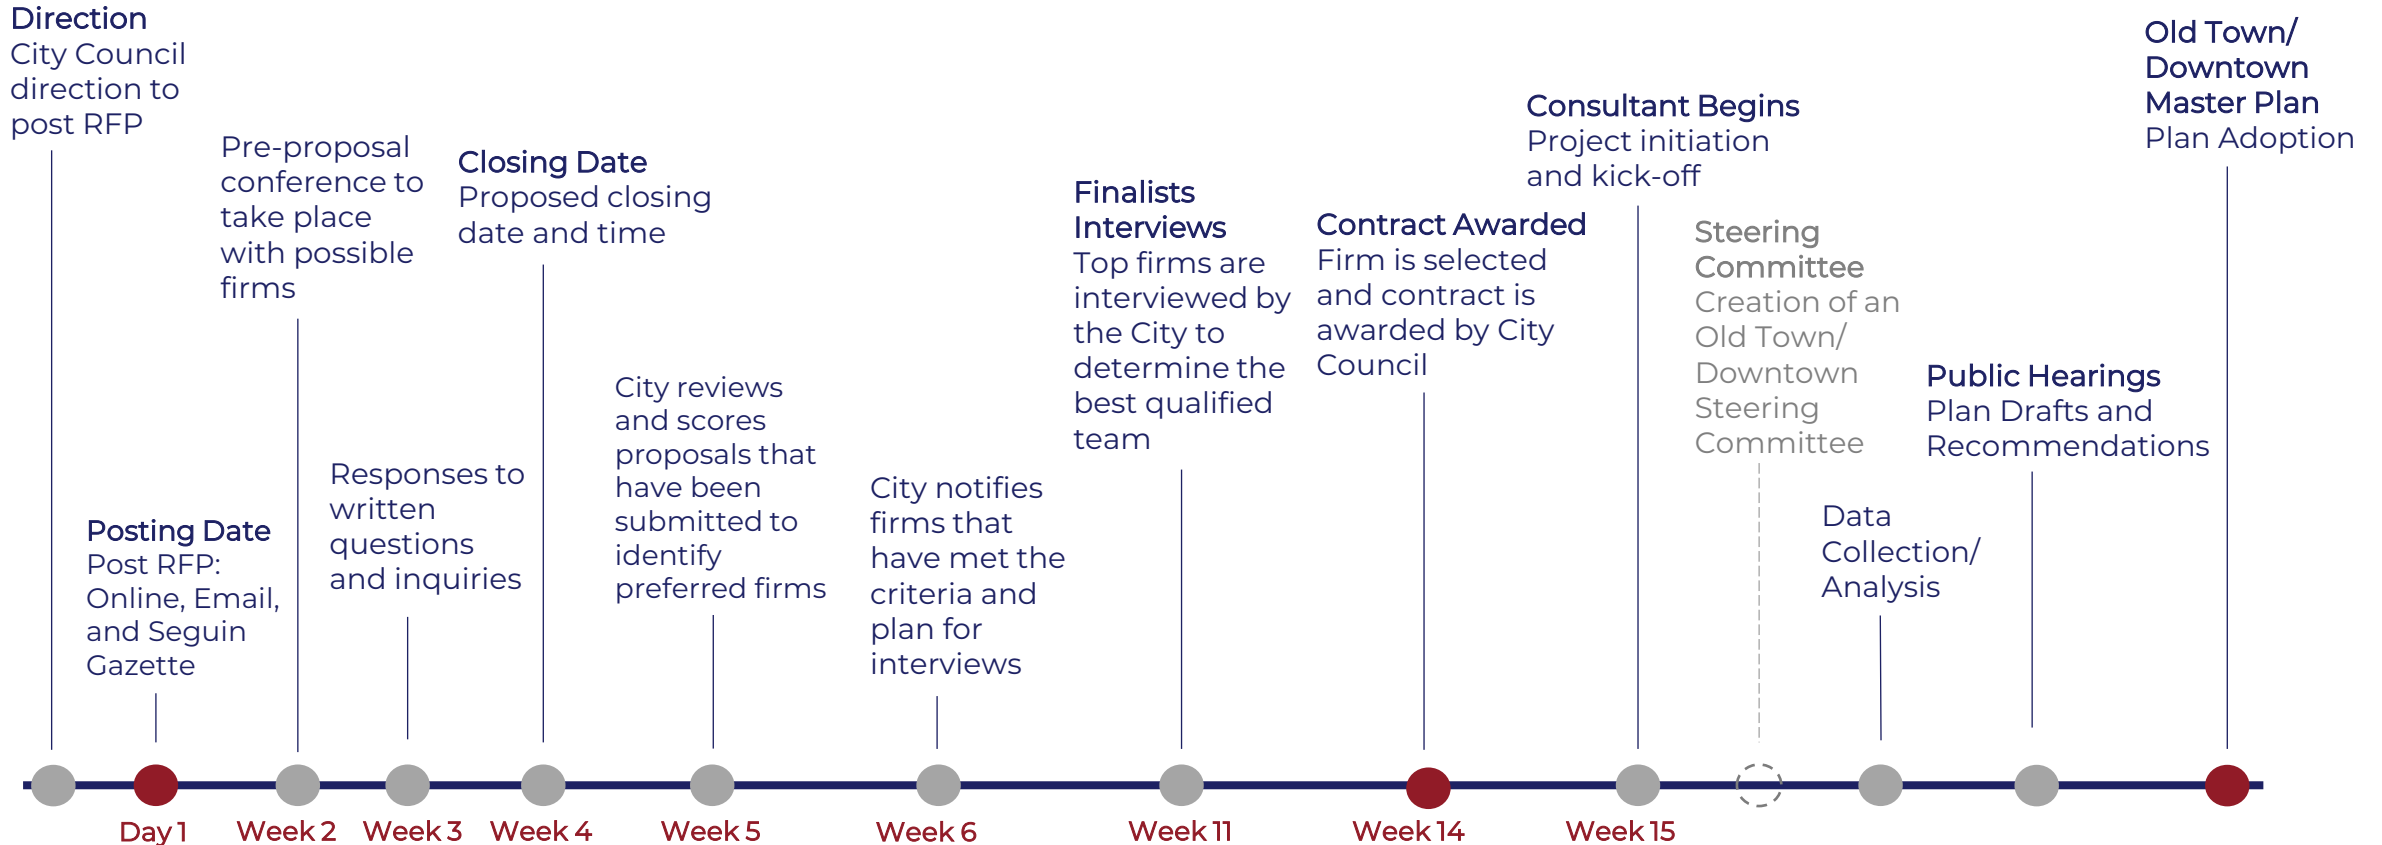 Direction
City Council
direction to
post RFP
Posting Date
Post RFP:
Online, Email,
and Seguin
Gazette
Pre-proposal
conference to
take place
with possible
firms
Responses to
written
questions
and inquiries
Closing Date
Proposed closing
date and time
City reviews
and scores
proposals that
have been
submitted to
identify
preferred firms
City notifies
firms that
have met the
criteria and
plan for
interviews
Finalists
Interviews
Top firms are
interviewed by
the City to
determine the
best qualified
team
Contract Awarded
Firm is selected
and contract is
awarded by City
Council
Consultant Begins
Project initiation
and kick-off
Steering
Committee
Creation of an
Old Town/
Downtown
Steering
Committee
Data
Collection/
Analysis
Public Hearings
Plan Drafts and
Recommendations
Old Town/
Downtown
Master Plan
Plan Adoption
Day 1
Week 2
Week 3
Week 4
Week 5
Week 6
Week 11
Week 14
Week 15